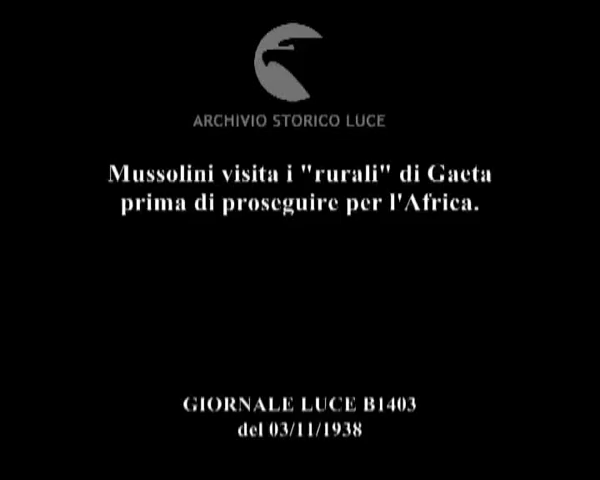 ARCHIVIO STORICO LUCE
Mussolini visita i "rurali" di Gaeta
prima di proseguire per l'Africa.
GIORNALE LUCE B1403
del 03/11/1938